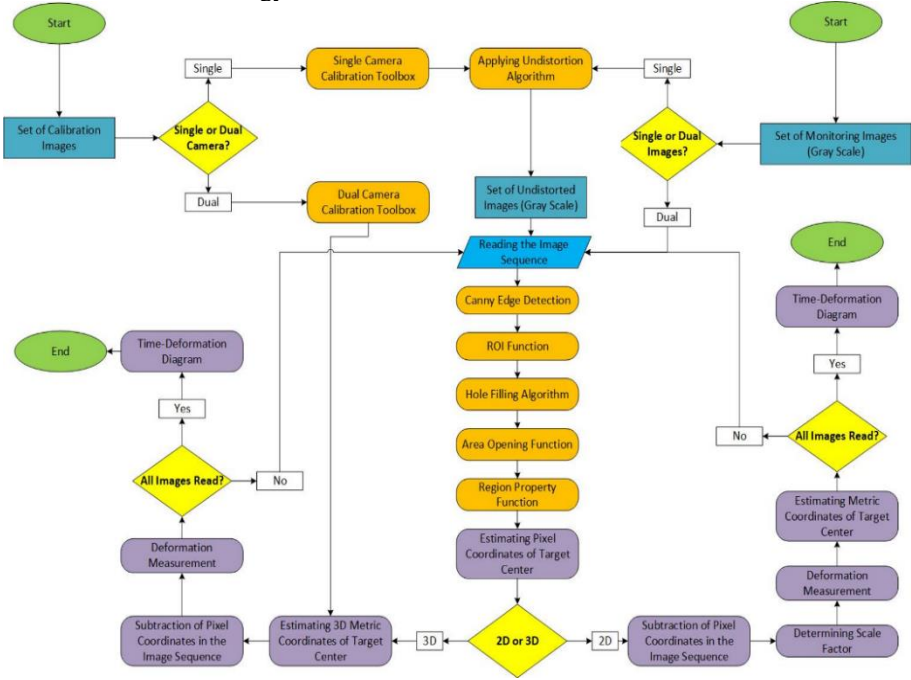 Start
Start
Single
Single Camera
Calibration Toolbox
Applying Undistortion
Algorithm
Single
Set of Calibration
Images
Single or Dual
Camera?
Single or Dual
Images?
Set of Monitoring Images
(Gray Scale)
Dual
Dual Camera
Calibration Toolbox
Set of Undistorted
Images (Gray Scale)
Dual
Reading the Image
Sequence
End
Canny Edge Detection
Time-Deformation
Diagram
End
Time-Deformation
Diagram
ROI Function
Yes
Yes
Hole Filling Algorithm
All Images Read?
No
Area Opening Function
No
All Images Read?
Region Property
Function
Estimating Metric
Coordinates of Target
Center
Deformation
Measurement
Estimating Pixel
Coordinates of Target
Center
Deformation
Measurement
Subtraction of Pixel
Coordinates in the
Image Sequence
Estimating 3D Metric
Coordinates of Target
Center
3D
2D or 3D
2D
Subtraction of Pixel
Coordinates in the
Image Sequence
Determining Scale
Factor